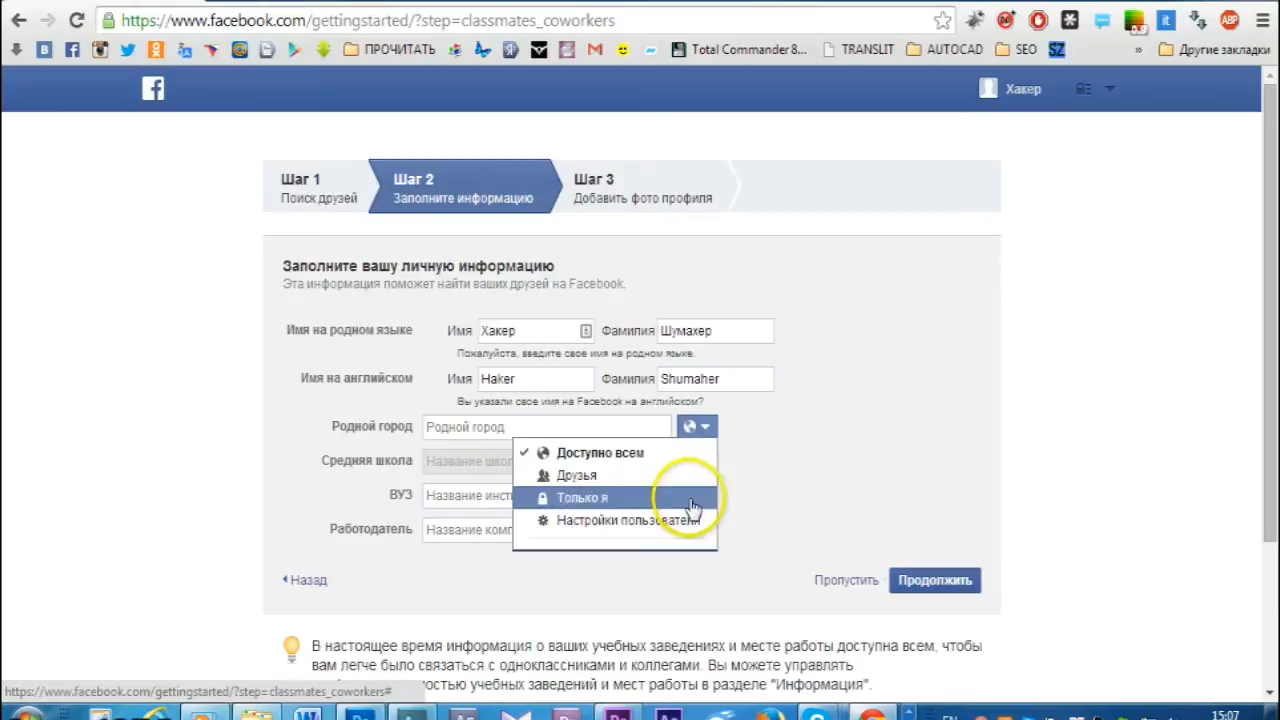 https://www.facebook.com/gettingstarted/?step=classmates_coworkers
ПРОЧИТАТЬ
Total Commander 8...
TRANSLIT
AUTOCAD
SEO
SZ
»
Другие закладки
Хакер
Шаг 1
Поиск друзей
Шаг 2
Заполните информацию
Шаг 3
Добавить фото профиля
Заполните вашу личную информацию
Эта информация поможет найти ваших друзей на Facebook.
Имя на родном языке Имя Хакер Фамилия Шумахер
Пожалуйста, введите свое имя на родном языке.
Имя на английском Имя Haker Фамилия Shumaher
Вы указали свое имя на Facebook на английском?
Родной город Родной город
Доступно всем
Средняя школа Название школ
Друзья
ВУЗ Название инст
Только я
Настройки пользователя
Работодатель Название комп
Назад
Пропустить · Продолжить
В настоящее время информация о ваших учебных заведениях и месте работы доступна всем, чтобы
вам легче было связаться с одноклассниками и коллегами. Вы можете управлять
ностью учебных заведений и мест работы в разделе "Информация".
https://www.facebook.com/gettingstarted/?step=classmates_coworkers#
EN
15:07